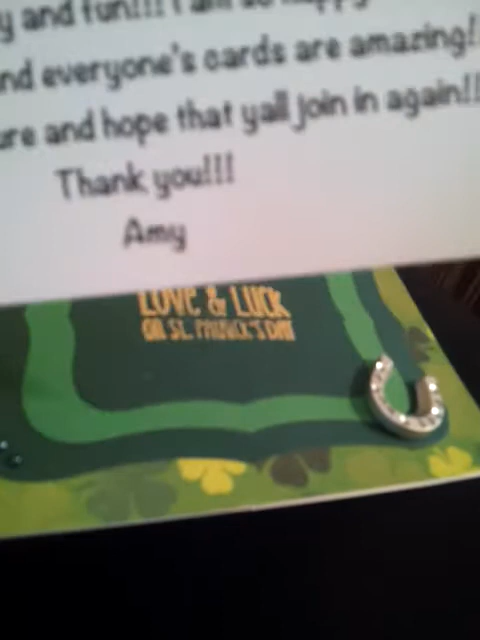 y and fun!!! I am so happy
nd everyone's cards are amazing!!
ure and hope that yall join in again!!
Thank you!!!
Amy
LOVE & LUCK
ON ST. PATRICK'S DAY